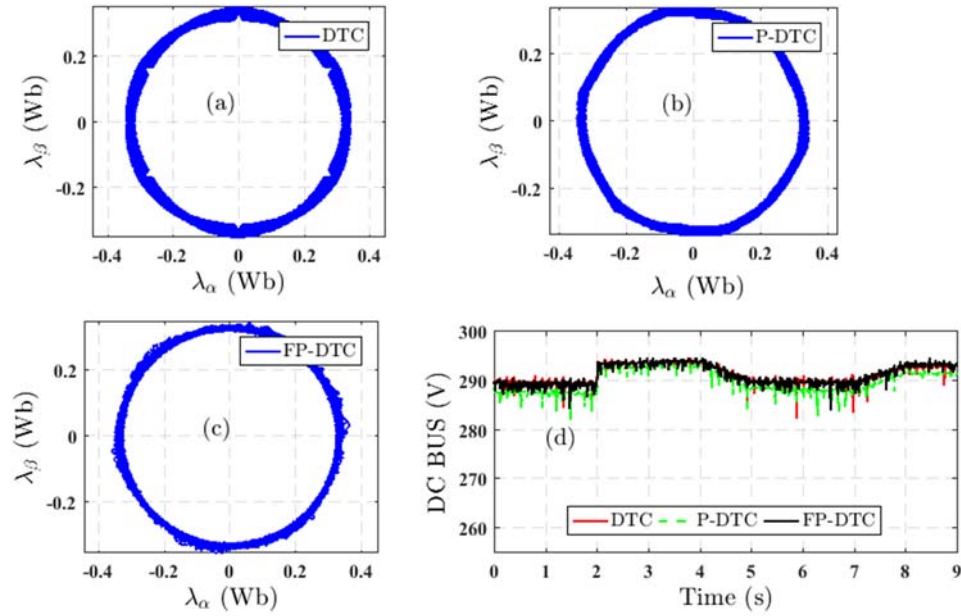 DTC
0.2
0
-0.2
λβ (Wb)
(a)
-0.4 -0.2 0 0.2 0.4
λα (Wb)
P-DTC
0.2
0
-0.2
λβ (Wb)
(b)
-0.4 -0.2 0 0.2 0.4
λα (Wb)
FP-DTC
0.2
0
-0.2
λβ (Wb)
(c)
-0.4 -0.2 0 0.2 0.4
λα (Wb)
300
290
280
270
260
DC BUS (V)
(d)
DTC P-DTC FP-DTC
0 1 2 3 4 5 6 7 8 9
Time (s)